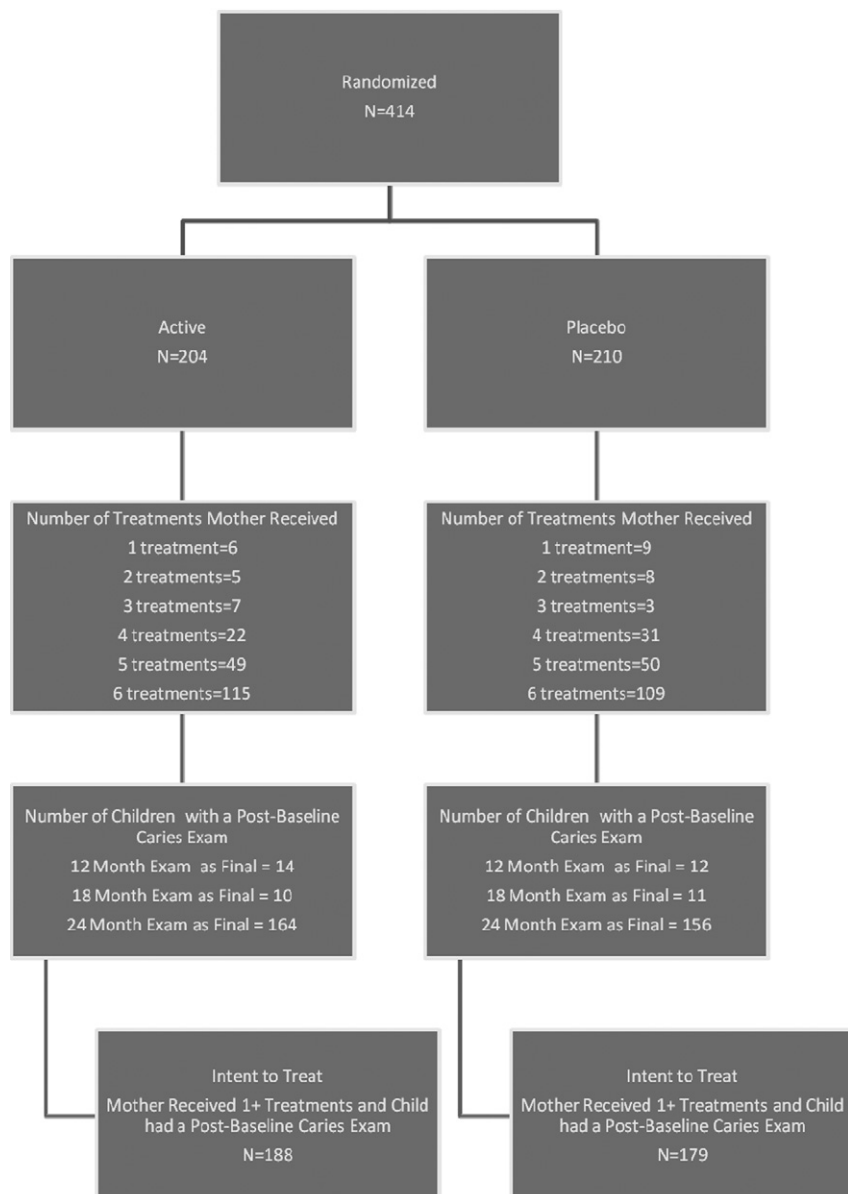 Randomized
N=414
Active
N=204
Placebo
N=210
Number of Treatments Mother Received
1 treatment=6
2 treatments=5
3 treatments=7
4 treatments=22
5 treatments=49
6 treatments=115
Number of Treatments Mother Received
1 treatment=9
2 treatments=8
3 treatments=3
4 treatments=31
5 treatments=50
6 treatments=109
Number of Children with a Post-Baseline
Caries Exam
12 Month Exam as Final = 14
18 Month Exam as Final = 10
24 Month Exam as Final = 164
Number of Children with a Post-Baseline
Caries Exam
12 Month Exam as Final = 12
18 Month Exam as Final = 11
24 Month Exam as Final = 156
Intent to Treat
Mother Received 1+ Treatments and Child
had a Post-Baseline Caries Exam
N=188
Intent to Treat
Mother Received 1+ Treatments and Child
had a Post-Baseline Caries Exam
N=179